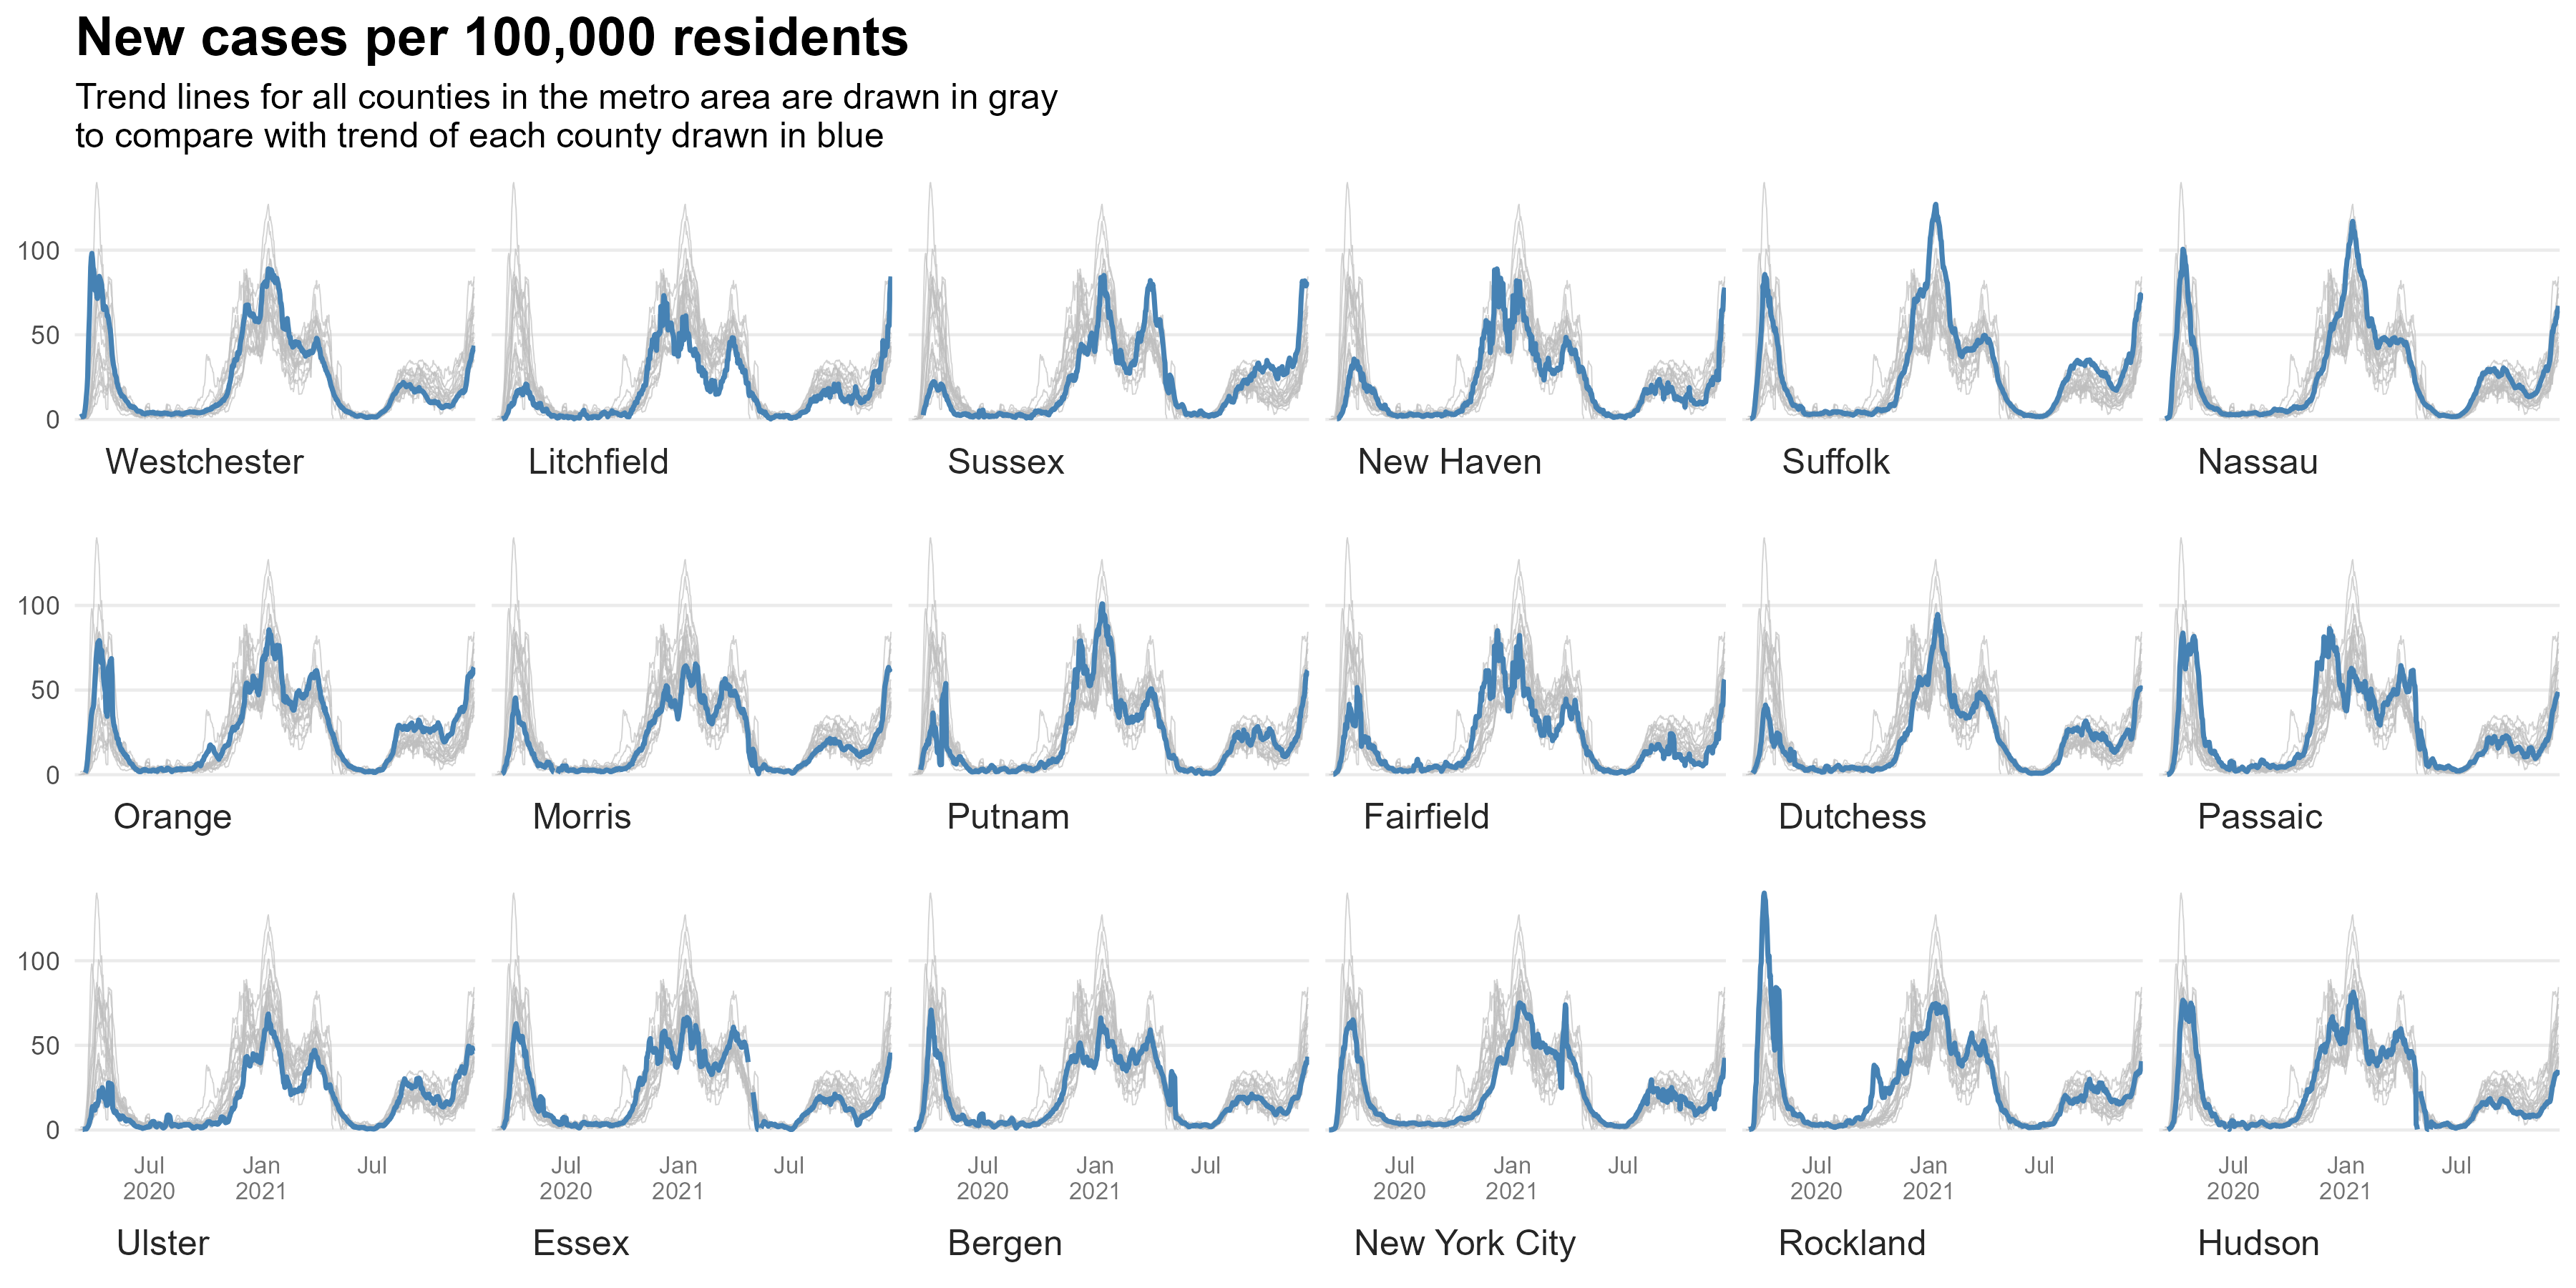 New cases per 100,000 residents
Trend lines for all counties in the metro area are drawn in gray
to compare with trend of each county drawn in blue
100
50
0
Westchester Litchfield Sussex New Haven Suffolk Nassau
100
50
0
Orange Morris Putnam Fairfield Dutchess Passaic
100
50
0
Jul Jan Jul Jul Jan Jul Jul Jan Jul Jul Jan Jul Jul Jan Jul Jul Jan Jul
2020 2021 2020 2021 2020 2021 2020 2021 2020 2021 2020 2021
Ulster Essex Bergen New York City Rockland Hudson